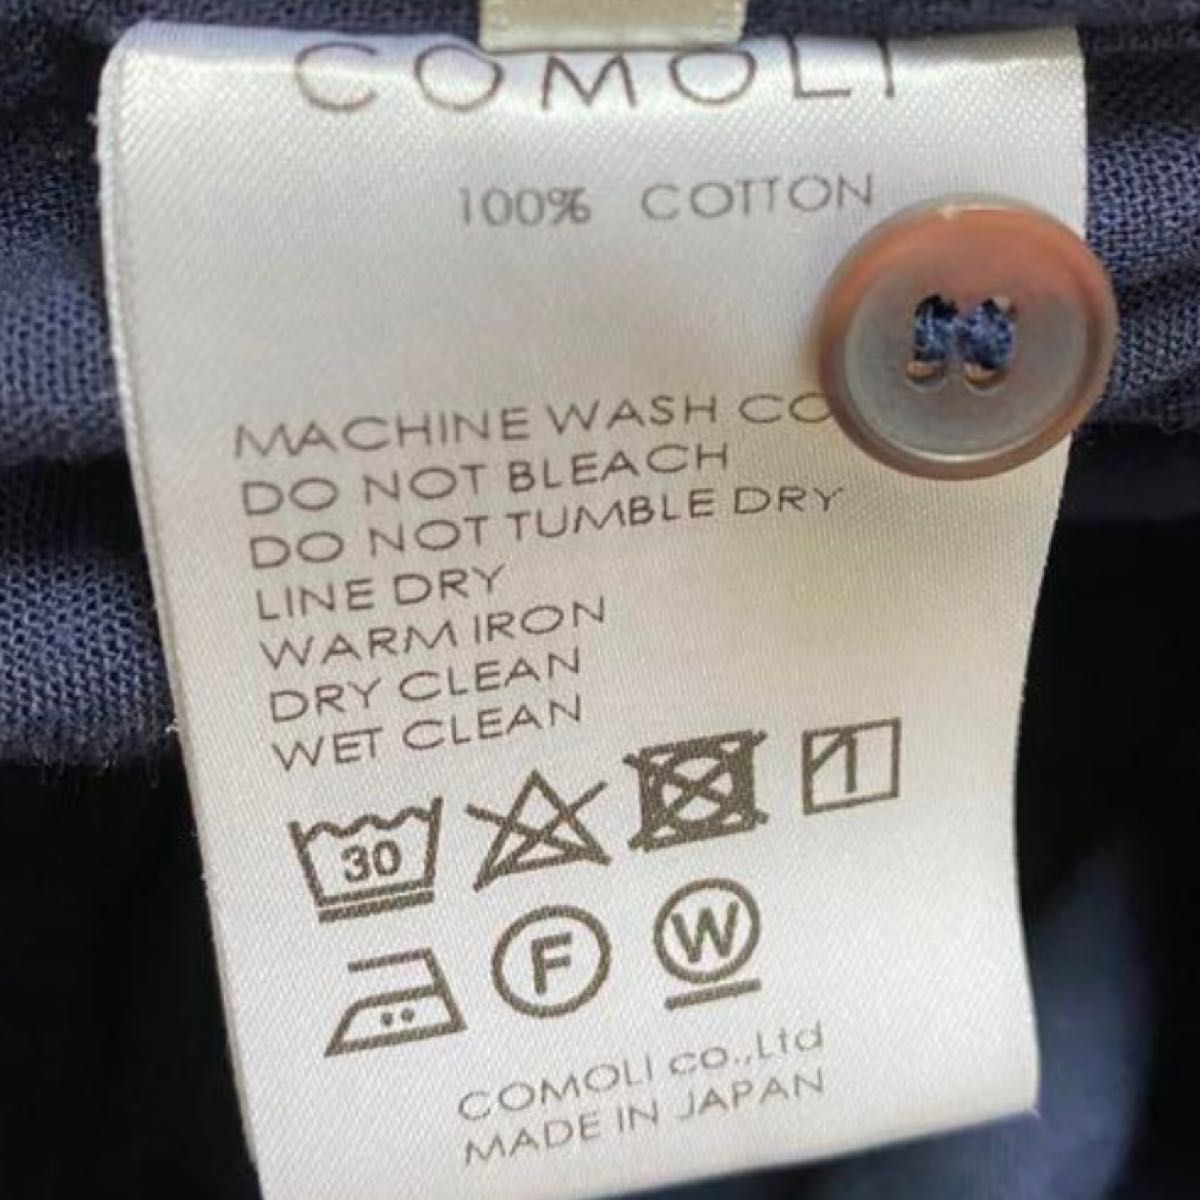 COMOLI
100% COTTON
MACHINE WASH
DO NOT BLEACH
DO NOT TUMBLE DRY
LINE DRY
WARM IRON
DRY CLEAN
WET CLEAN
30
F W
COMOLI co.,Ltd
MADE IN JAPAN